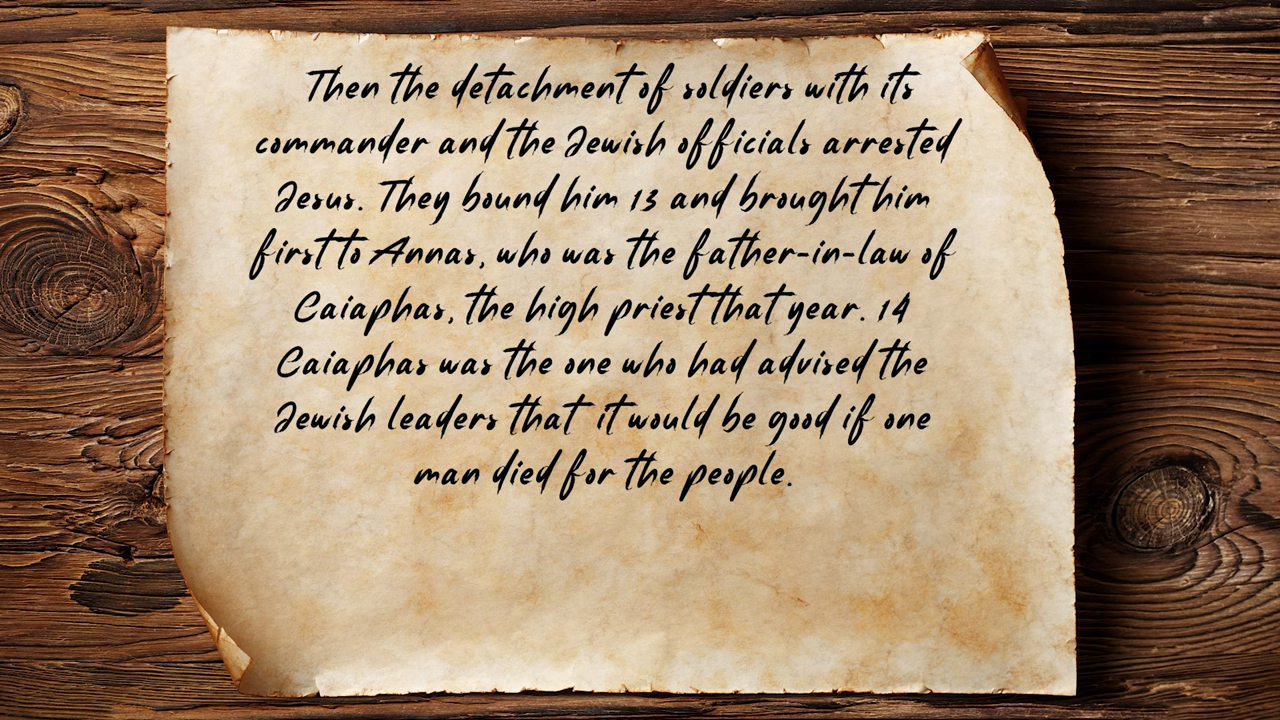 Then the detachment of soldiers with its
commander and the Jewish officials arrested
Jesus. They bound him 13 and brought him
first to Annas, who was the father-in-law of
Caiaphas, the high priest that year. 14
Caiaphas was the one who had advised the
Jewish leaders that it would be good if one
man died for the people.